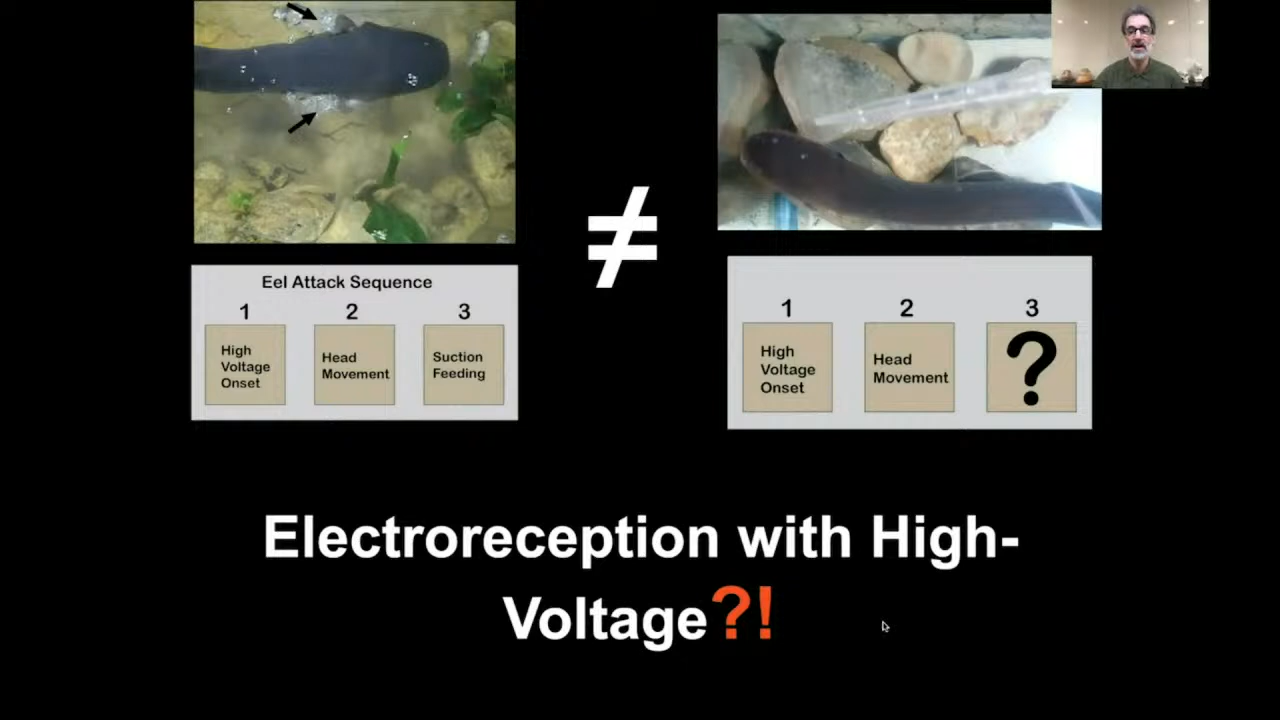 ≠
Eel Attack Sequence
1 2 3
High
Voltage
Onset
Head
Movement
Suction
Feeding
1 2 3
High
Voltage
Onset
Head
Movement
?
Electroreception with High-
Voltage?!